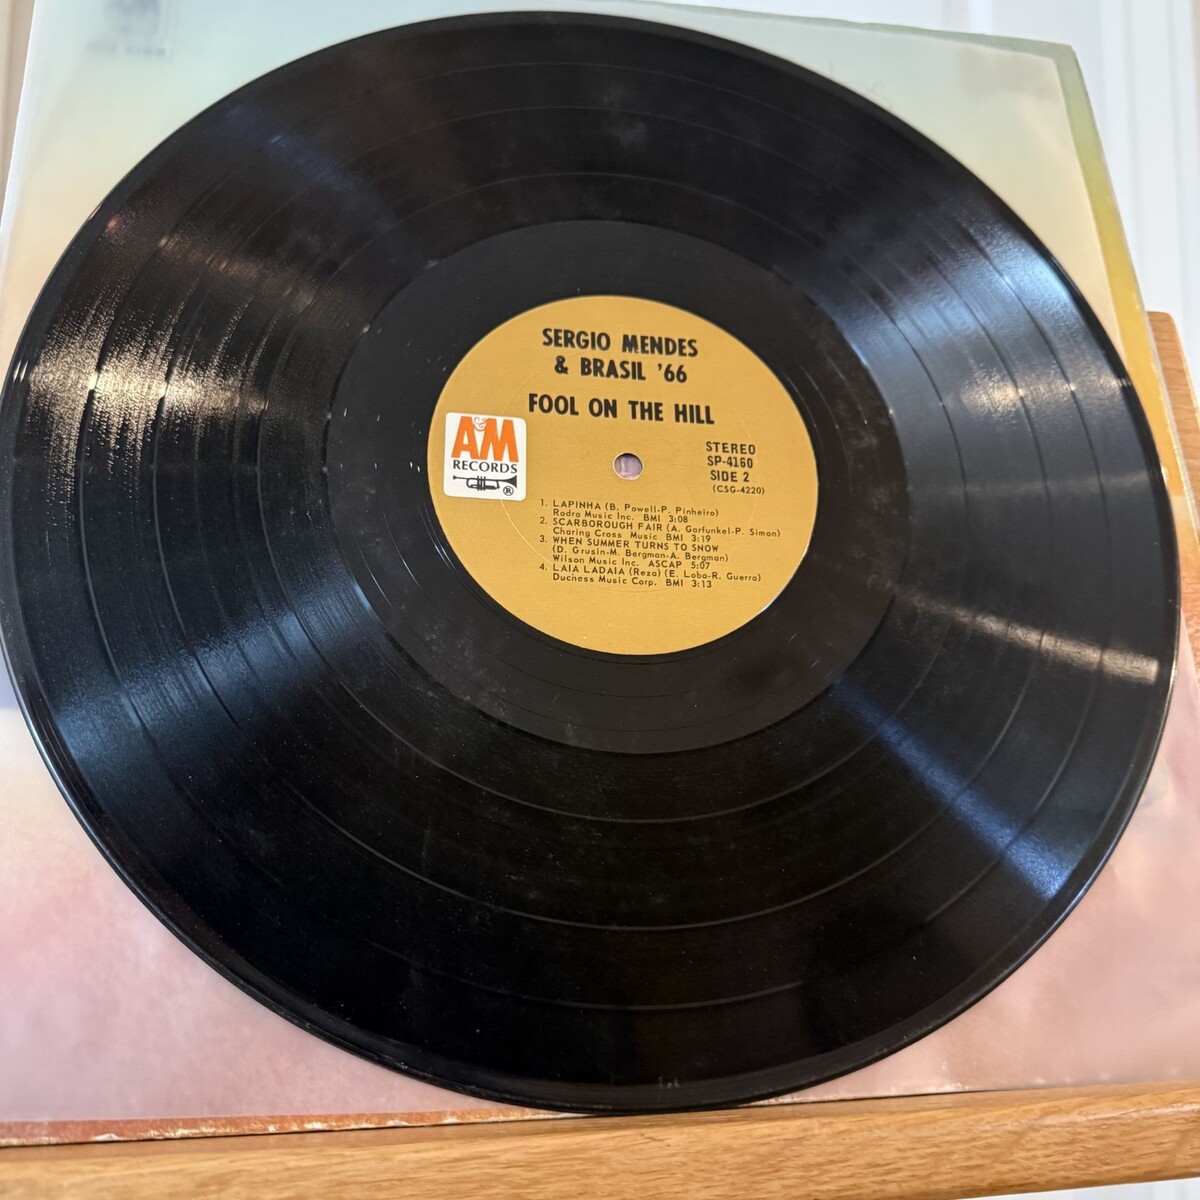 SERGIO MENDES
& BRASIL '66
FOOL ON THE HILL
A&M
RECORDS
®
STEREO
SP-4160
SIDE 2
(CSG-4220)
1. LAPINHA (B. Powell-P. Pinheiro)
Rodra Music Inc. BMI 3:08
2. SCARBOROUGH FAIR (A. Garfunkel-P. Simon)
Charing Cross Music BMI 3:19
3. WHEN SUMMER TURNS TO SNOW
(D. Grusin-M. Bergman-A. Bergman)
Wilson Music Inc. ASCAP 5:07
4. LAIA LADAIA (Reza) (E. Lobo-R. Guerra)
Duchess Music Corp. BMI 3:13